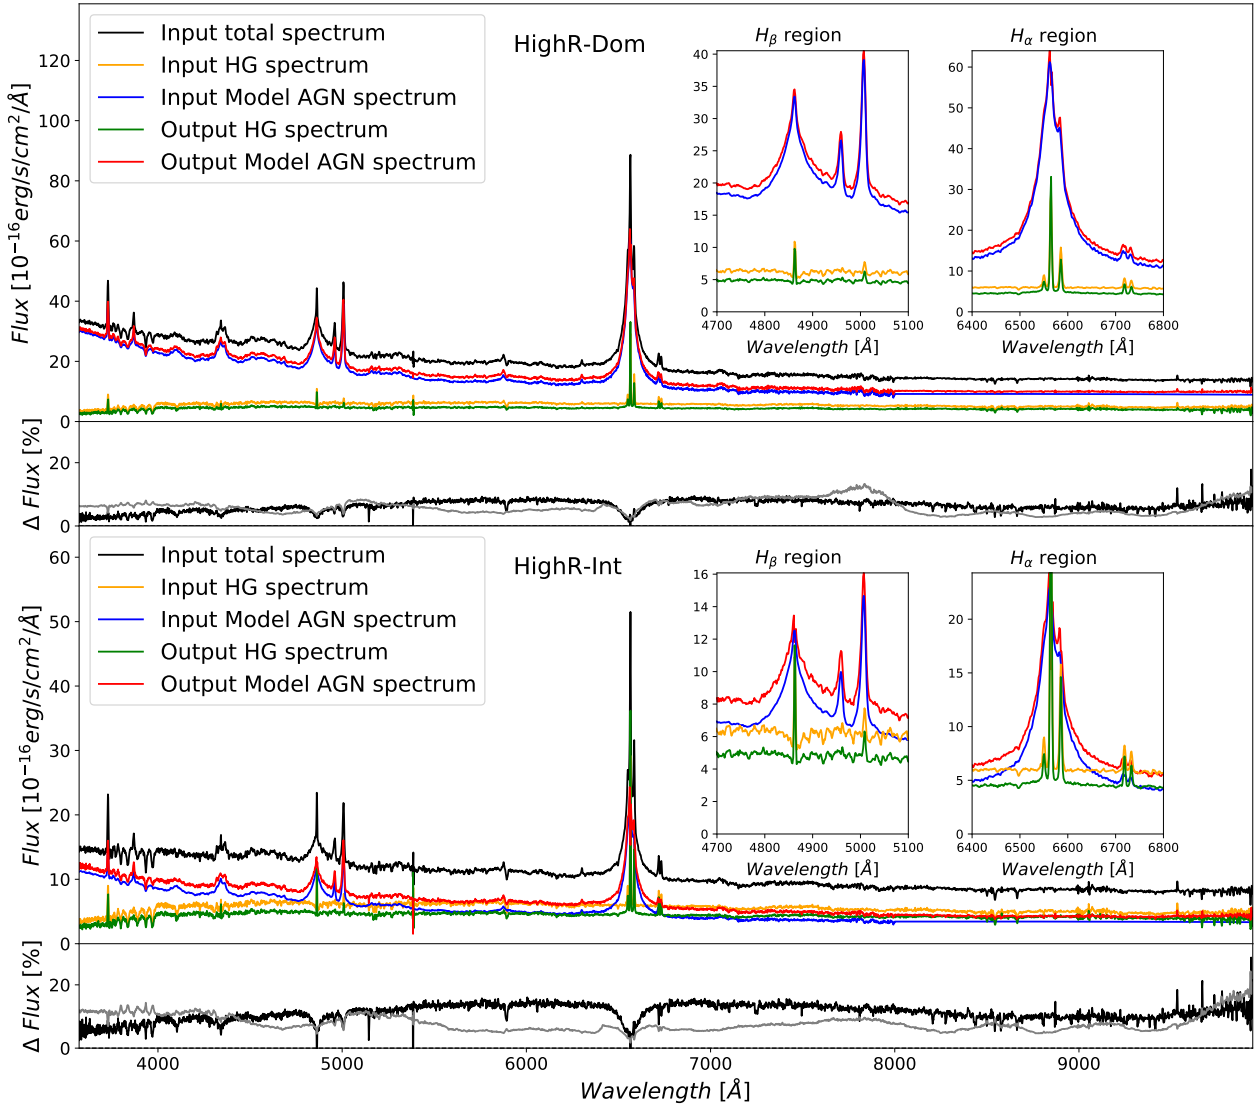 Input total spectrum
Input HG spectrum
Input Model AGN spectrum
Output HG spectrum
Output Model AGN spectrum
HighR-Dom
Flux [10⁻¹⁶erg/s/cm²/Å]
120
100
80
60
40
20
0
H_β region
40
35
30
25
20
15
10
5
0
4700 4800 4900 5000 5100
Wavelength [Å]
H_α region
60
50
40
30
20
10
0
6400 6500 6600 6700 6800
Wavelength [Å]
Δ Flux [%]
20
0
Input total spectrum
Input HG spectrum
Input Model AGN spectrum
Output HG spectrum
Output Model AGN spectrum
HighR-Int
Flux [10⁻¹⁶erg/s/cm²/Å]
60
50
40
30
20
10
0
H_β region
16
14
12
10
8
6
4
2
0
4700 4800 4900 5000 5100
Wavelength [Å]
H_α region
20
15
10
5
0
6400 6500 6600 6700 6800
Wavelength [Å]
Δ Flux [%]
20
0
4000 5000 6000 7000 8000 9000
Wavelength [Å]